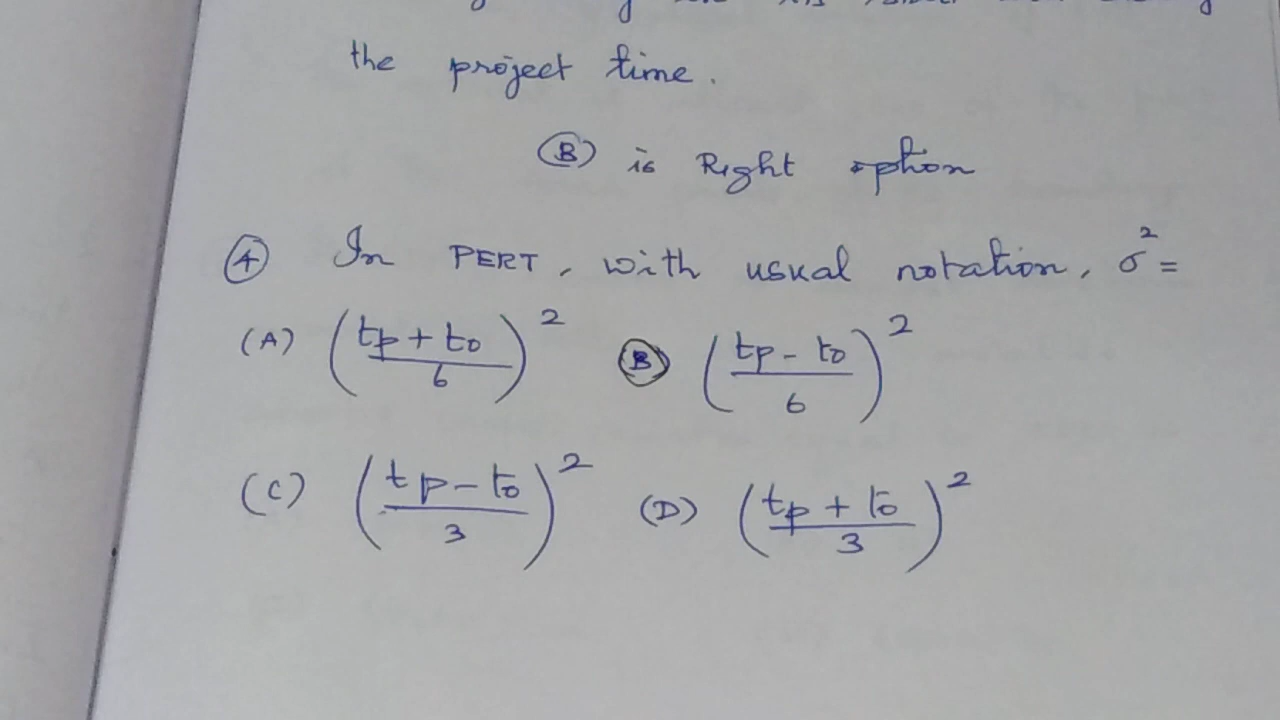 the project time.
(B) is Right option
(4) In PERT, with usual notation, σ² =
(A) ((tp + to)/6)² (B) ((tp - to)/6)²
(C) ((tp - to)/3)² (D) ((tp + to)/3)²